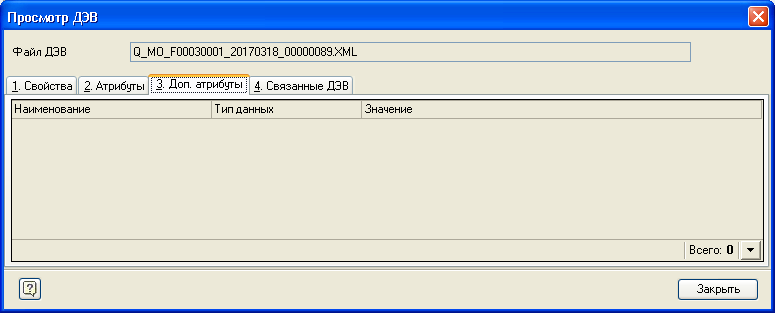 Просмотр ДЭВ
Файл ДЭВ Q_MO_F00030001_20170318_00000089.XML
1. Свойства 2. Атрибуты 3. Доп. атрибуты 4. Связанные ДЭВ
Наименование Тип данных Значение
Всего: 0
Закрыть